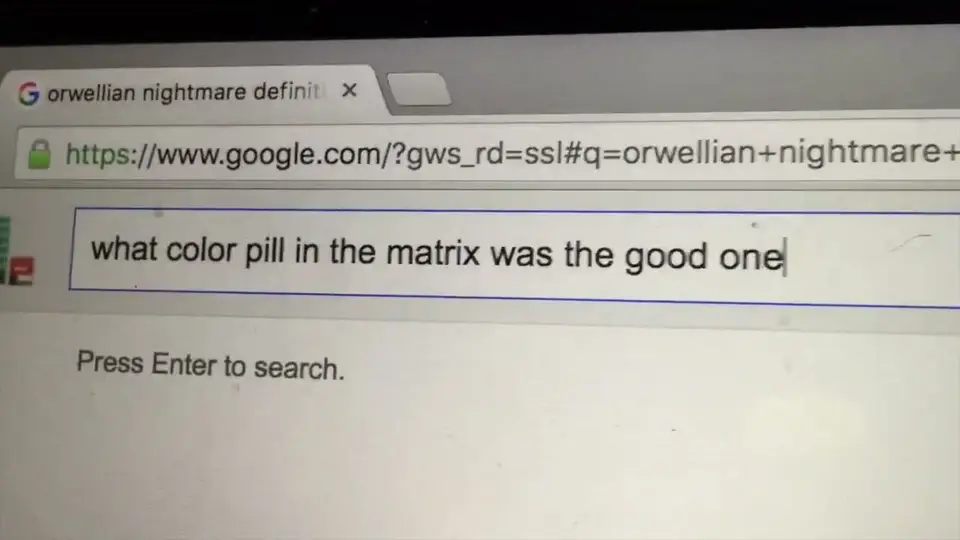 orwellian nightmare definiti
https://www.google.com/?gws_rd=ssl#q=orwellian+nightmare+
what color pill in the matrix was the good one
Press Enter to search.